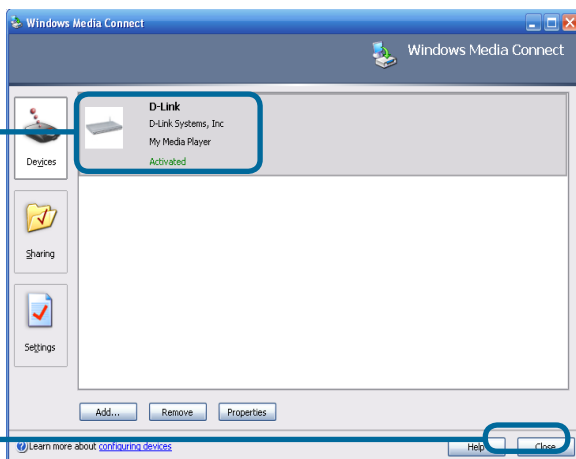 Windows Media Connect
Windows Media Connect
Devices
Sharing
Settings
D-Link
D-Link Systems, Inc
My Media Player
Activated
Add...
Remove
Properties
Learn more about configuring devices
Help
Close